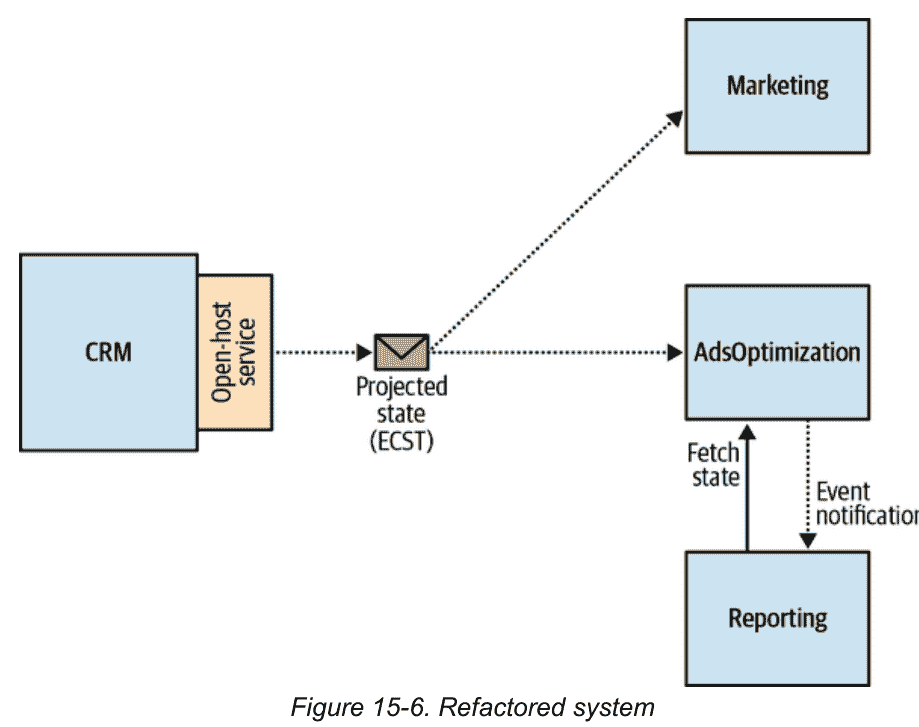 Marketing
CRM
Open-host
service
Projected
state
(ECST)
AdsOptimization
Fetch
state
Event
notification
Reporting
Figure 15-6. Refactored system